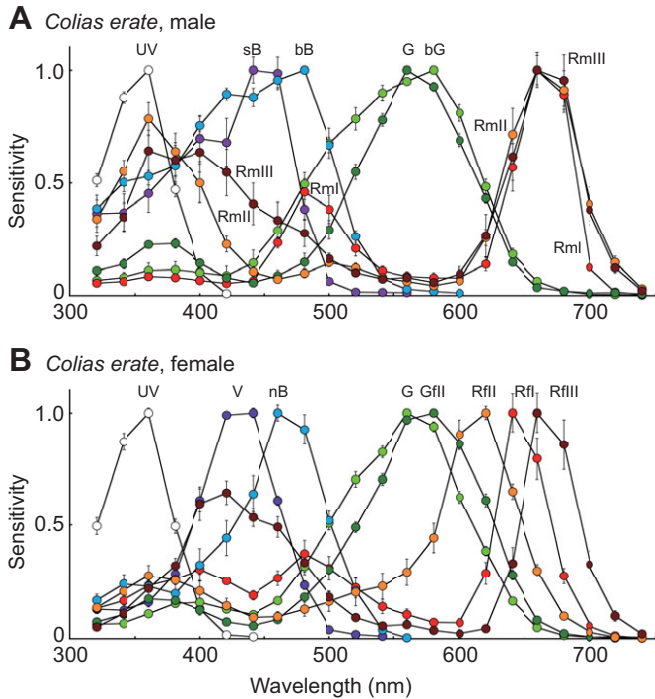 A Colias erate, male
UV sB bB G bG RmIII
1.0
RmII
Sensitivity
RmIII
0.5
RmI
RmII
RmI
0
300 400 500 600 700
B Colias erate, female
UV V nB G GfII RfII RfI RfIII
1.0
Sensitivity
0.5
0
300 400 500 600 700
Wavelength (nm)